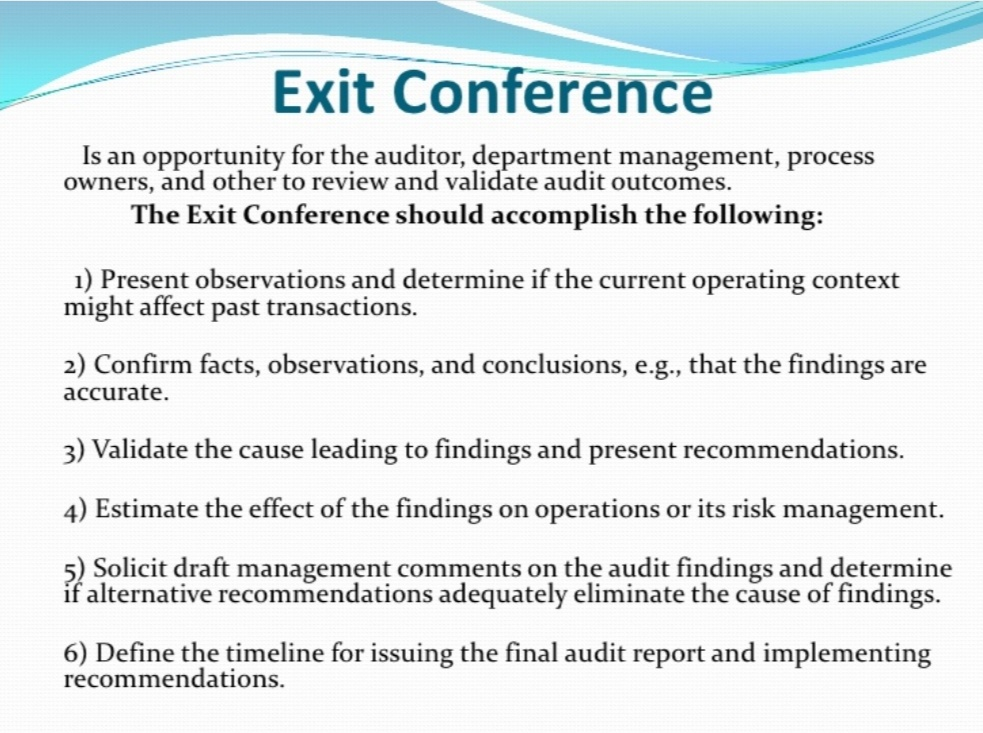 Exit Conference
Is an opportunity for the auditor, department management, process
owners, and other to review and validate audit outcomes.
The Exit Conference should accomplish the following:
1) Present observations and determine if the current operating context
might affect past transactions.
2) Confirm facts, observations, and conclusions, e.g., that the findings are
accurate.
3) Validate the cause leading to findings and present recommendations.
4) Estimate the effect of the findings on operations or its risk management.
5) Solicit draft management comments on the audit findings and determine
if alternative recommendations adequately eliminate the cause of findings.
6) Define the timeline for issuing the final audit report and implementing
recommendations.